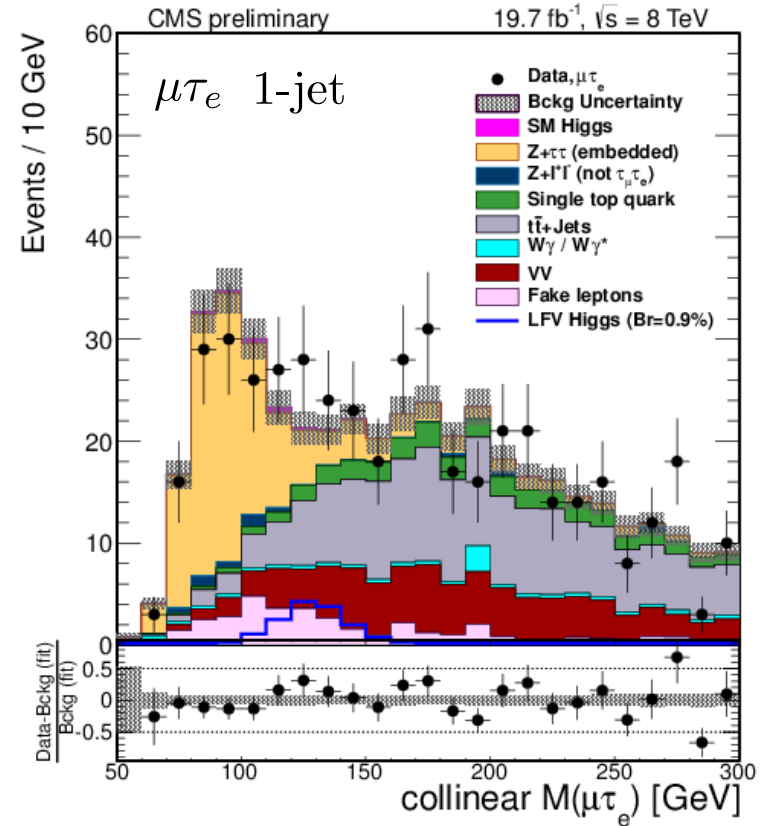 CMS preliminary 19.7 fb⁻¹, √s = 8 TeV
Events / 10 GeV
60
50
40
30
20
10
0
μτₑ 1-jet
Data,μτₑ
Bckg Uncertainty
SM Higgs
Z+ττ (embedded)
Z+l⁺l⁻ (not τ_μτₑ)
Single top quark
tt̄+Jets
Wγ / Wγ*
VV
Fake leptons
LFV Higgs (Br=0.9%)
Data-Bckg (fit)
Bckg (fit)
0.5
0
-0.5
50 100 150 200 250 300
collinear M(μτₑ) [GeV]